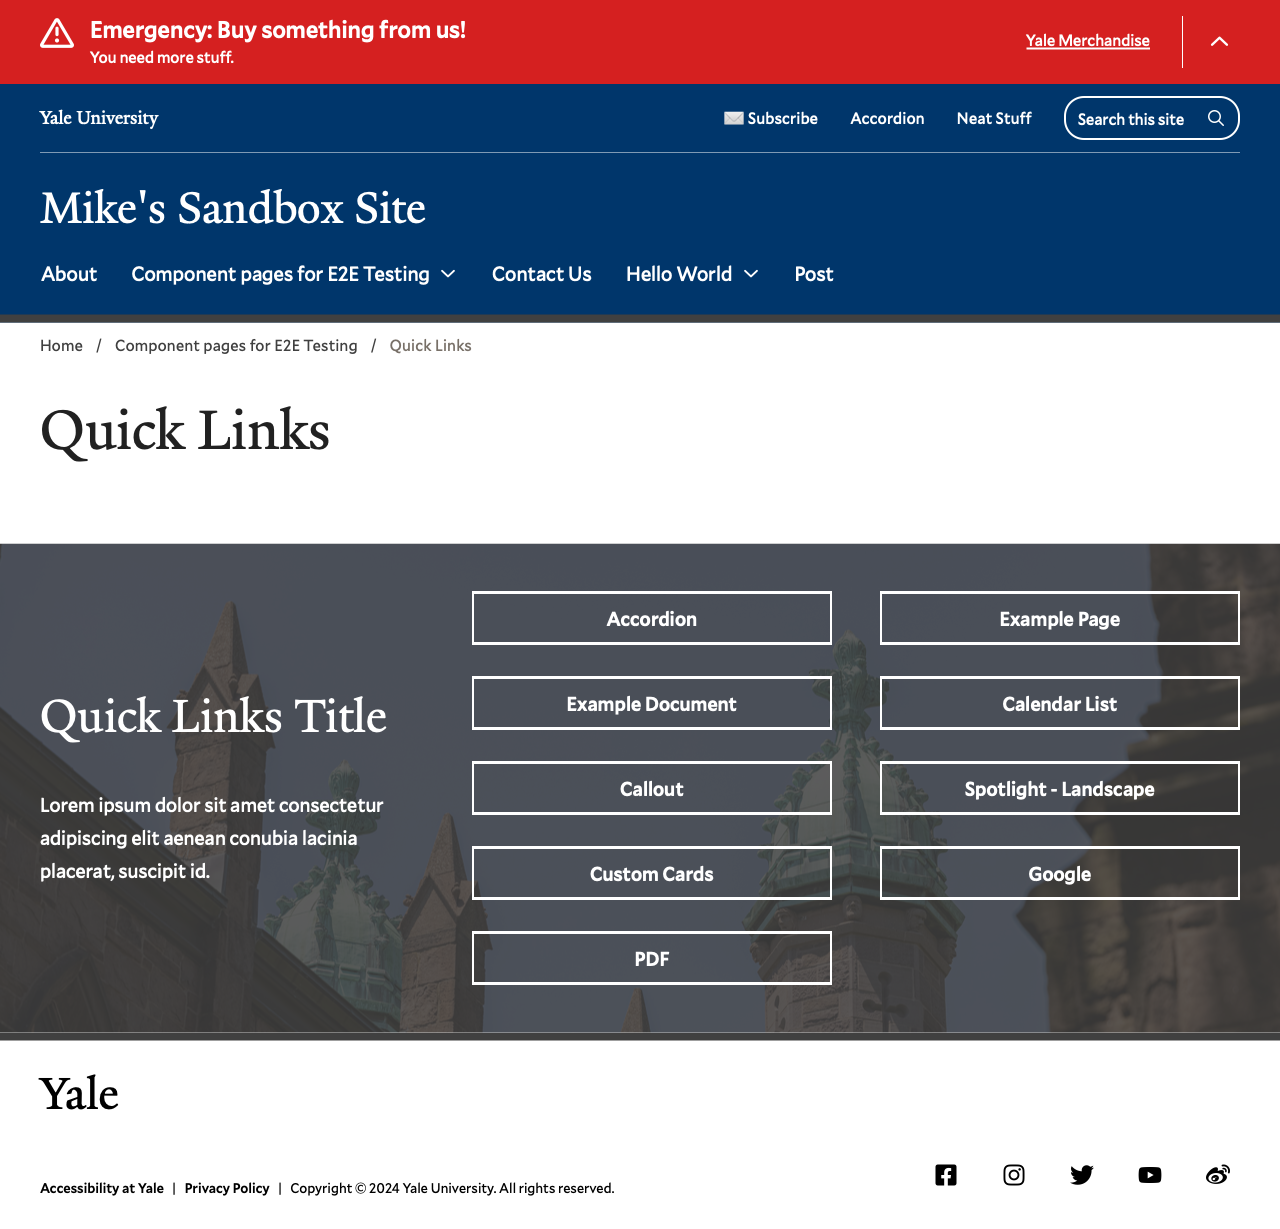 Emergency: Buy something from us!
You need more stuff.
Yale Merchandise
Yale University
Subscribe
Accordion
Neat Stuff
Search this site
Mike's Sandbox Site
About
Component pages for E2E Testing
Contact Us
Hello World
Post
Home / Component pages for E2E Testing / Quick Links
Quick Links
Quick Links Title
Lorem ipsum dolor sit amet consectetur
adipiscing elit aenean conubia lacinia
placerat, suscipit id.
Accordion
Example Page
Example Document
Calendar List
Callout
Spotlight - Landscape
Custom Cards
Google
PDF
Yale
Accessibility at Yale | Privacy Policy | Copyright © 2024 Yale University. All rights reserved.